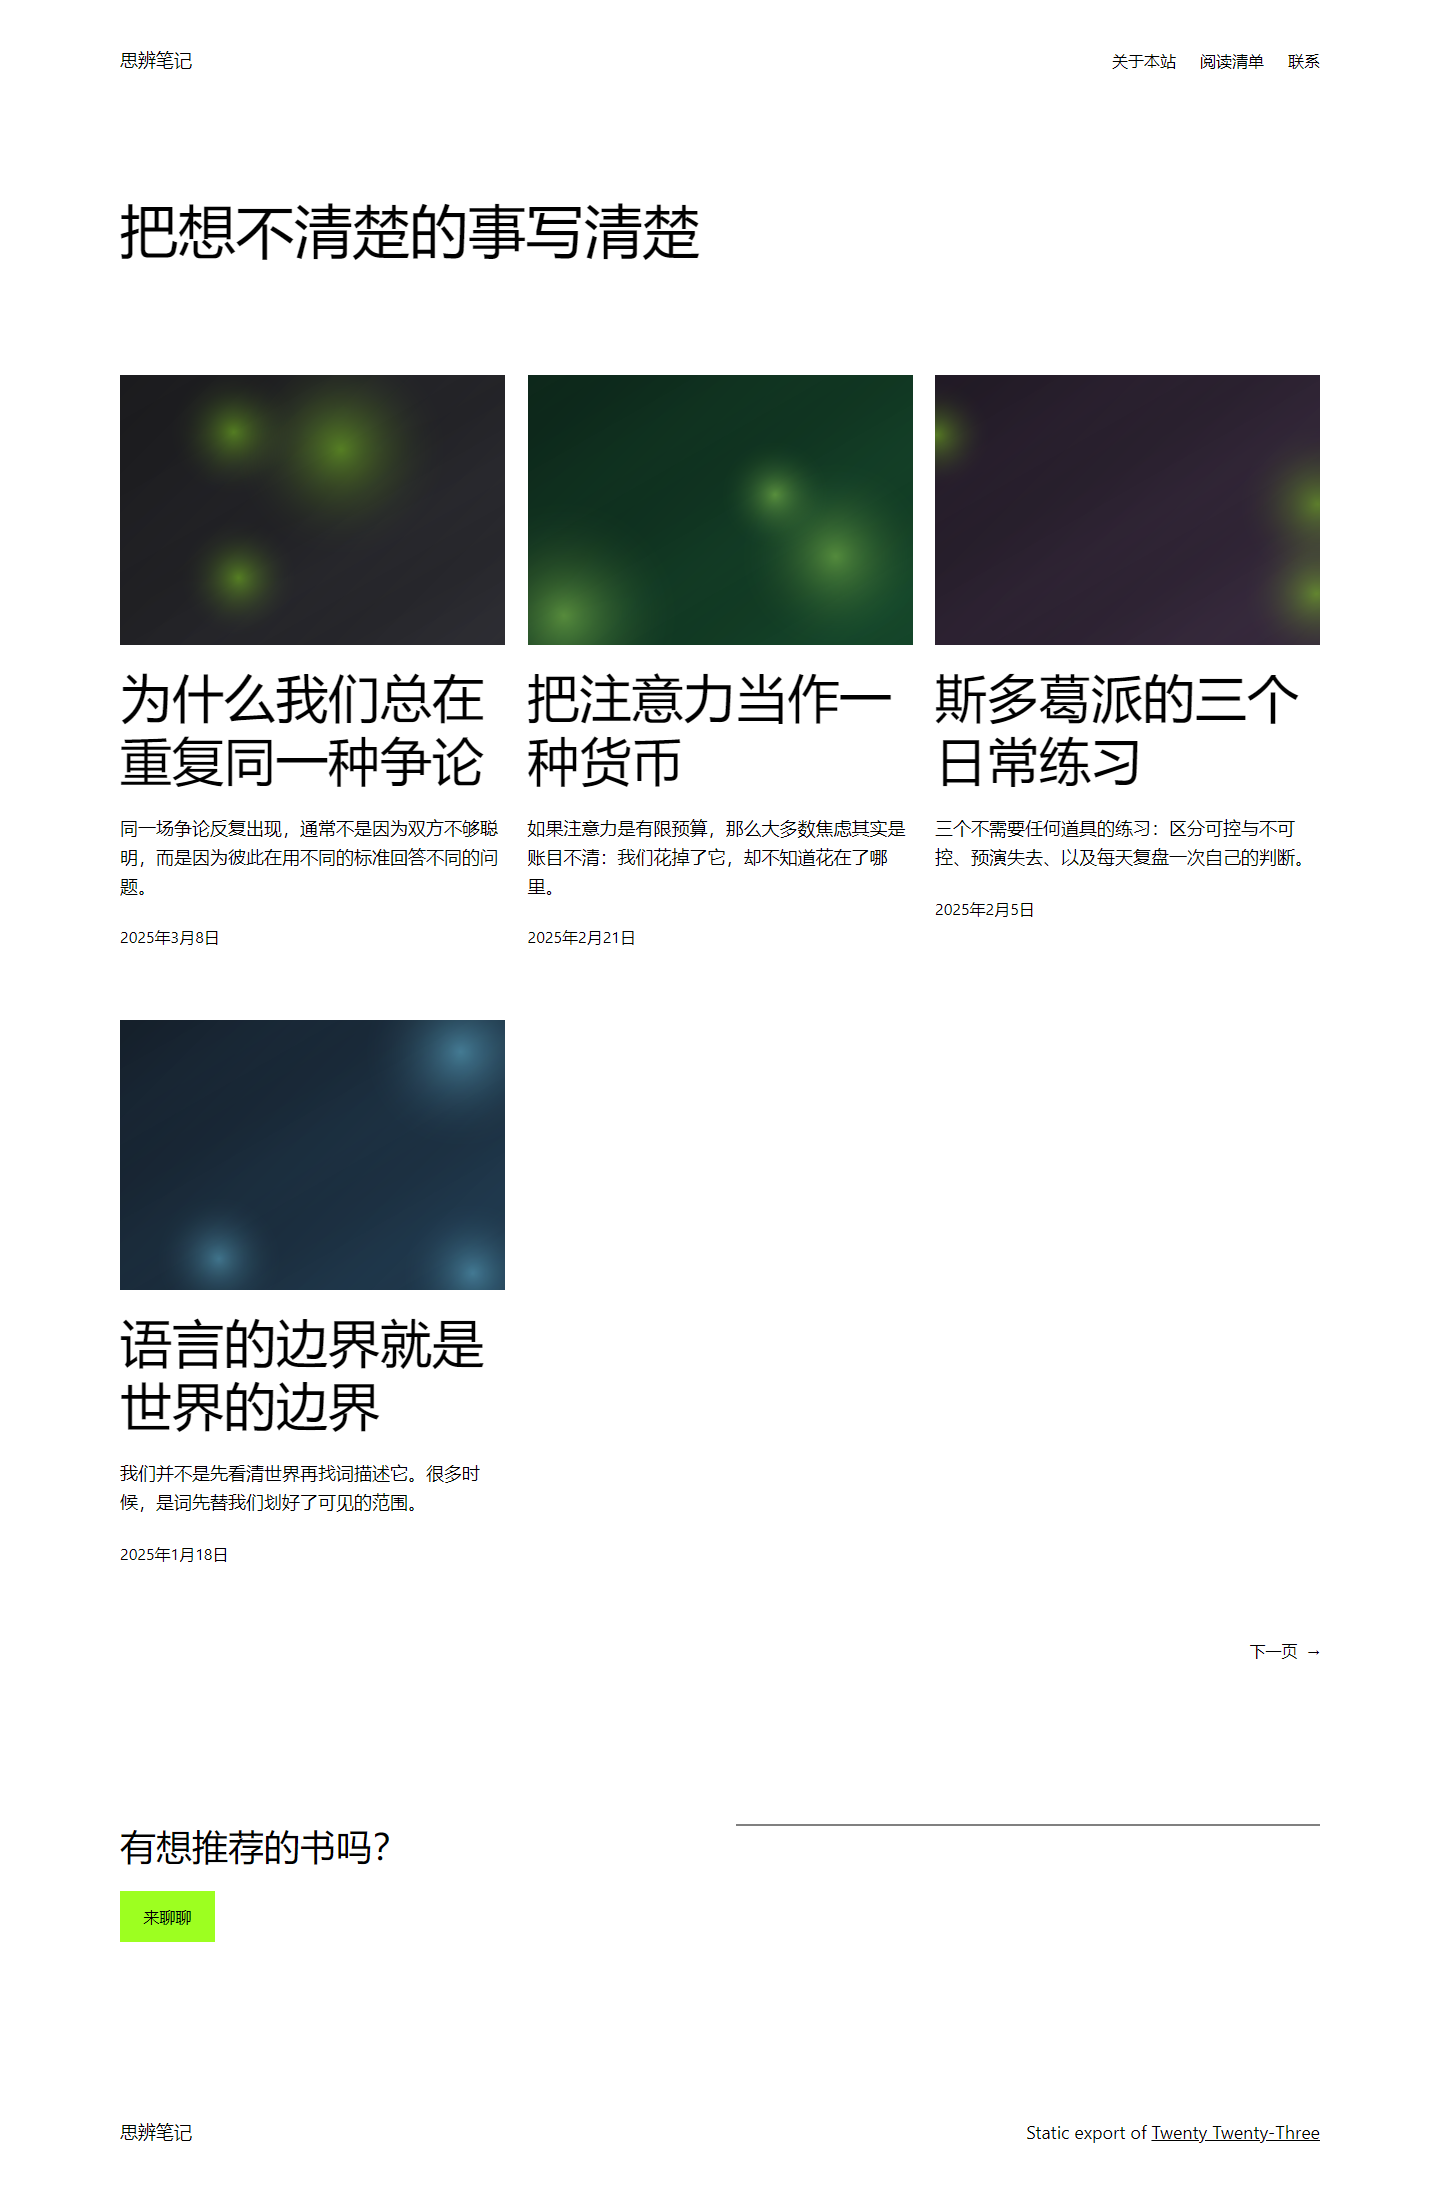 思辨笔记
关于本站 阅读清单 联系
把想不清楚的事写清楚
为什么我们总在
重复同一种争论
同一场争论反复出现，通常不是因为双方不够聪
明，而是因为彼此在用不同的标准回答不同的问
题。
2025年3月8日
把注意力当作一
种货币
如果注意力是有限预算，那么大多数焦虑其实是
账目不清：我们花掉了它，却不知道花在了哪
里。
2025年2月21日
斯多葛派的三个
日常练习
三个不需要任何道具的练习：区分可控与不可
控、预演失去、以及每天复盘一次自己的判断。
2025年2月5日
语言的边界就是
世界的边界
我们并不是先看清世界再找词描述它。很多时
候，是词先替我们划好了可见的范围。
2025年1月18日
下一页 →
有想推荐的书吗？
来聊聊
思辨笔记
Static export of Twenty Twenty-Three